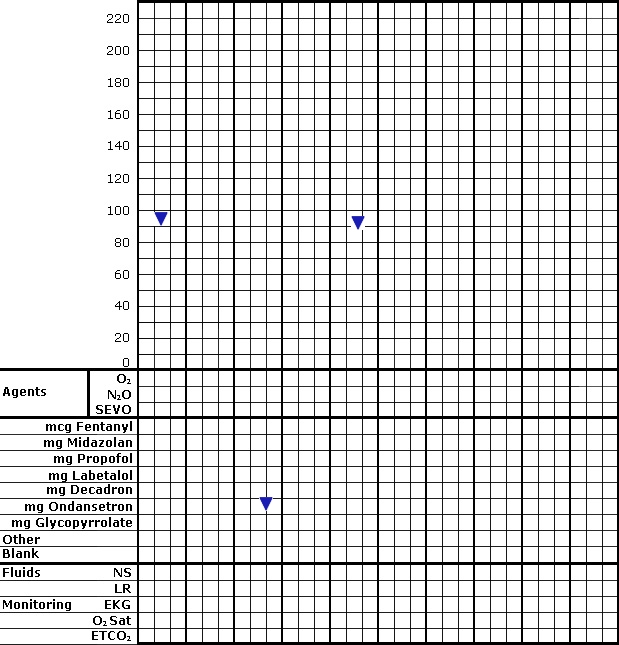 220
200
180
160
140
120
100
80
60
40
20
0
Agents
O₂
N₂O
SEVO
mcg Fentanyl
mg Midazolan
mg Propofol
mg Labetalol
mg Decadron
mg Ondansetron
mg Glycopyrrolate
Other
Blank
Fluids NS
LR
Monitoring EKG
O₂ Sat
ETCO₂